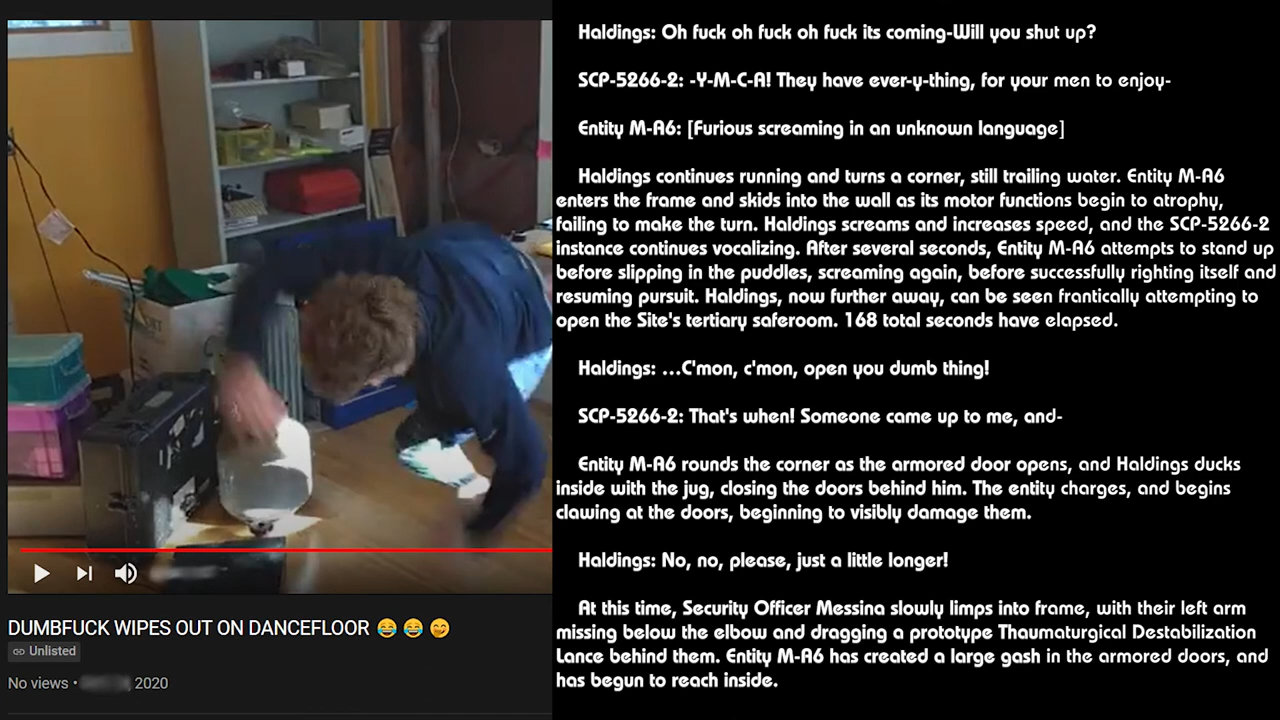 DUMBFUCK WIPES OUT ON DANCEFLOOR 😂 😂 🤭
Unlisted
No views • , 2020
Haldings: Oh fuck oh fuck oh fuck its coming-Will you shut up?
SCP-5266-2: -Y-M-C-A! They have ever-y-thing, for your men to enjoy-
Entity M-A6: [Furious screaming in an unknown language]
Haldings continues running and turns a corner, still trailing water. Entity M-A6
enters the frame and skids into the wall as its motor functions begin to atrophy,
failing to make the turn. Haldings screams and increases speed, and the SCP-5266-2
instance continues vocalizing. After several seconds, Entity M-A6 attempts to stand up
before slipping in the puddles, screaming again, before successfully righting itself and
resuming pursuit. Haldings, now further away, can be seen frantically attempting to
open the Site's tertiary saferoom. 168 total seconds have elapsed.
Haldings: ...C'mon, c'mon, open you dumb thing!
SCP-5266-2: That's when! Someone came up to me, and-
Entity M-A6 rounds the corner as the armored door opens, and Haldings ducks
inside with the jug, closing the doors behind him. The entity charges, and begins
clawing at the doors, beginning to visibly damage them.
Haldings: No, no, please, just a little longer!
At this time, Security Officer Messina slowly limps into frame, with their left arm
missing below the elbow and dragging a prototype Thaumaturgical Destabilization
Lance behind them. Entity M-A6 has created a large gash in the armored doors, and
has begun to reach inside.